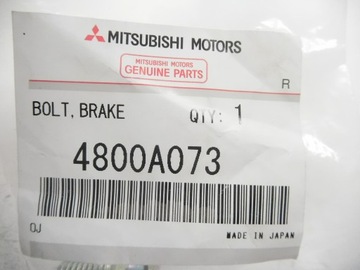 MITSUBISHI MOTORS
MITSUBISHI MOTORS
GENUINE PARTS
R
BOLT, BRAKE QTY: 1
4800A073
OJ
MADE IN JAPAN